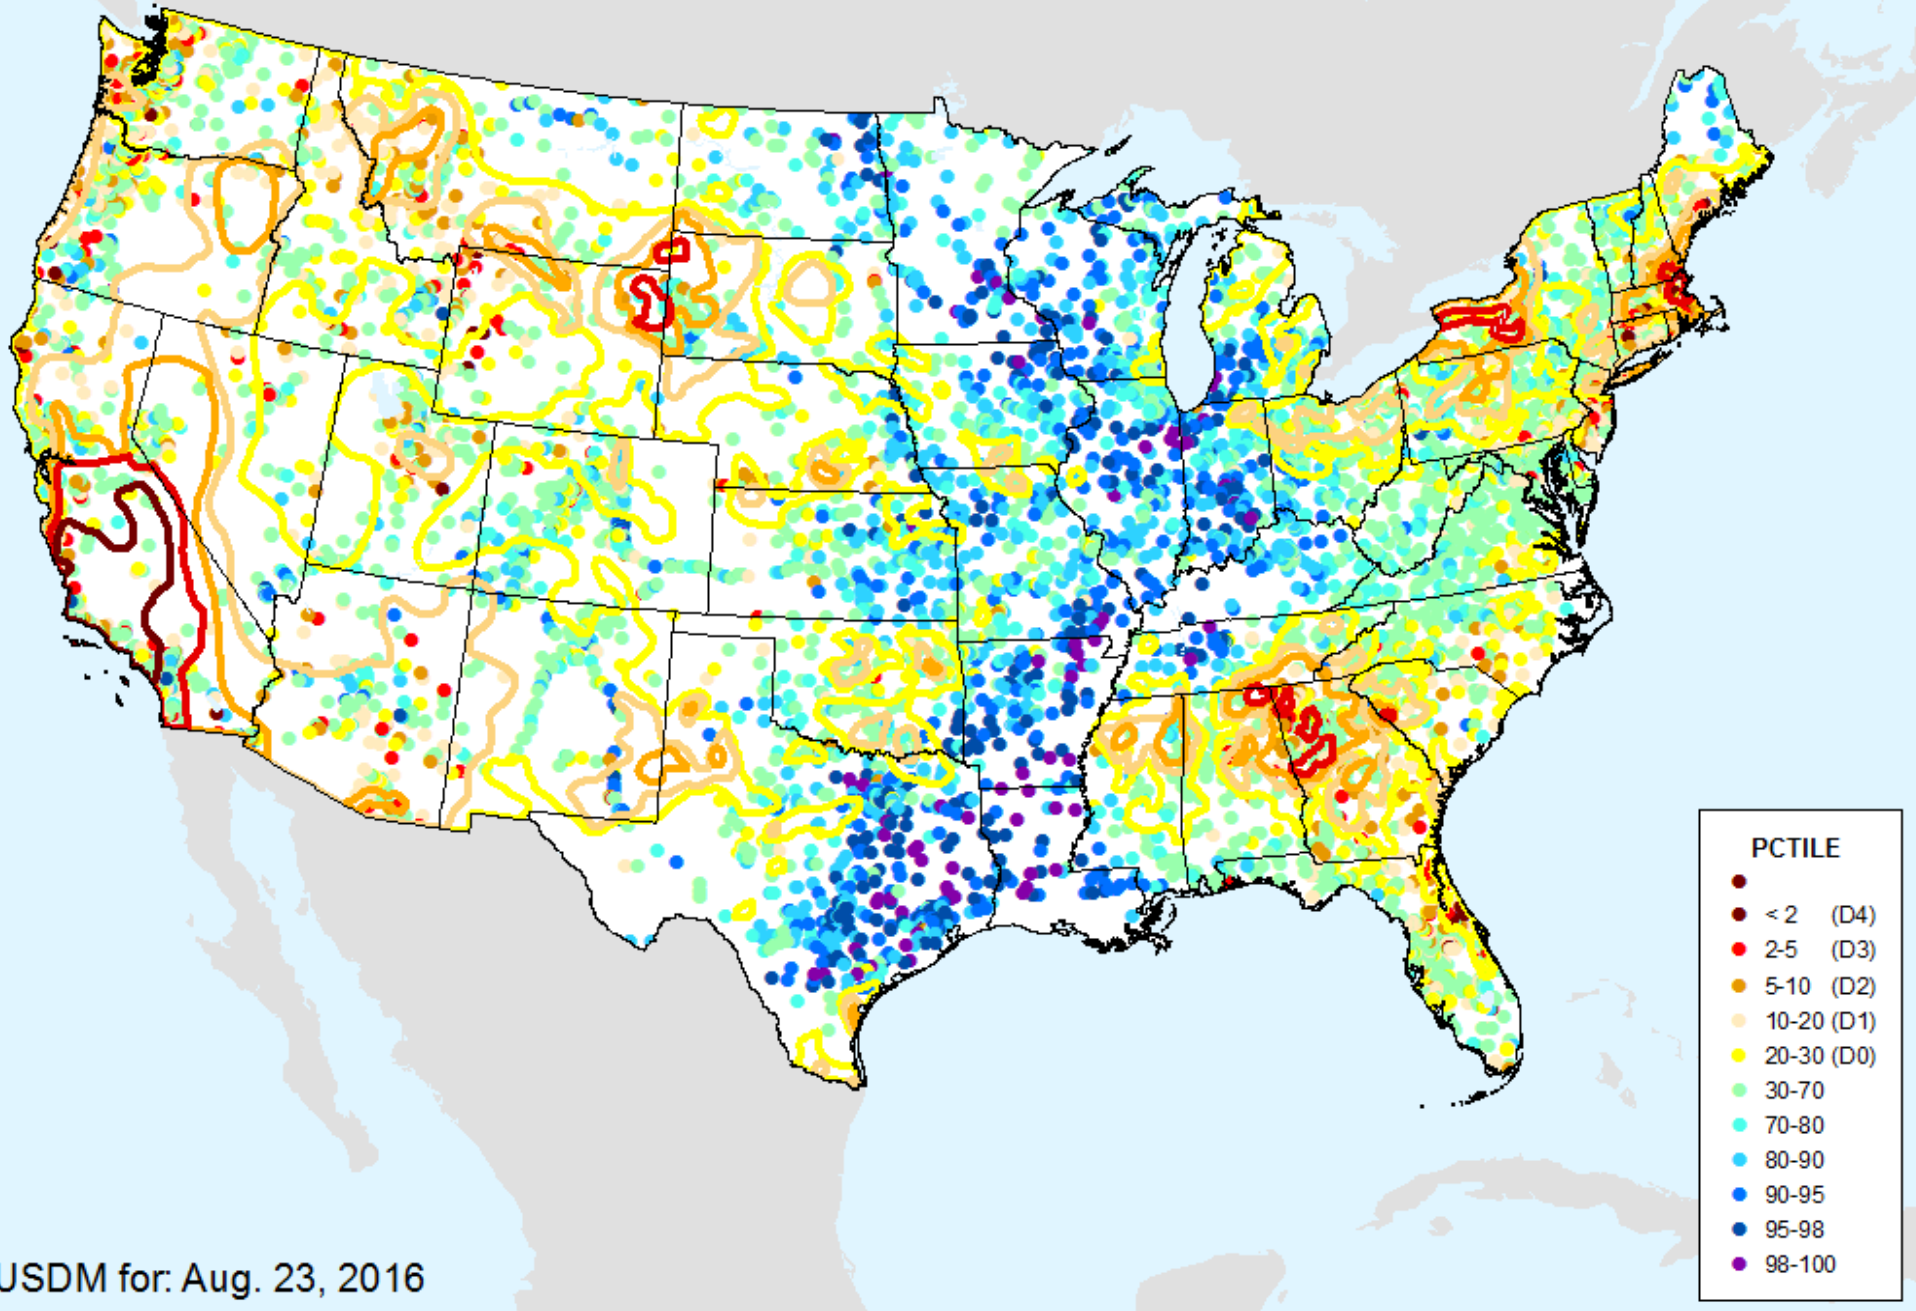 PCTILE
< 2 (D4)
2-5 (D3)
5-10 (D2)
10-20 (D1)
20-30 (D0)
30-70
70-80
80-90
90-95
95-98
98-100
USDM for: Aug. 23, 2016